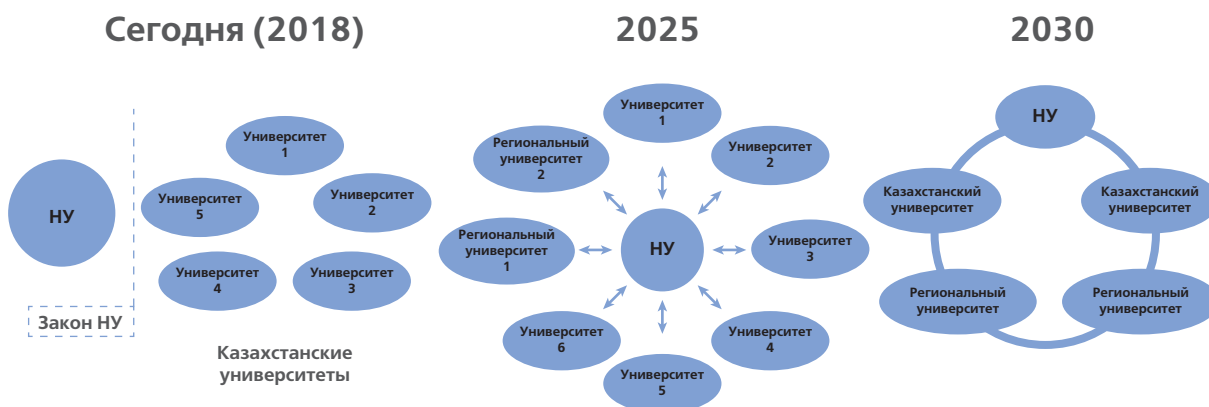 Сегодня (2018)
НУ
Закон НУ
Университет
1
Университет
2
Университет
3
Университет
4
Университет
5
Казахстанские
университеты
2025
Университет
1
Университет
2
Университет
3
Университет
4
Университет
5
Университет
6
Региональный
университет
1
Региональный
университет
2
НУ
2030
НУ
Казахстанский
университет
Казахстанский
университет
Региональный
университет
Региональный
университет